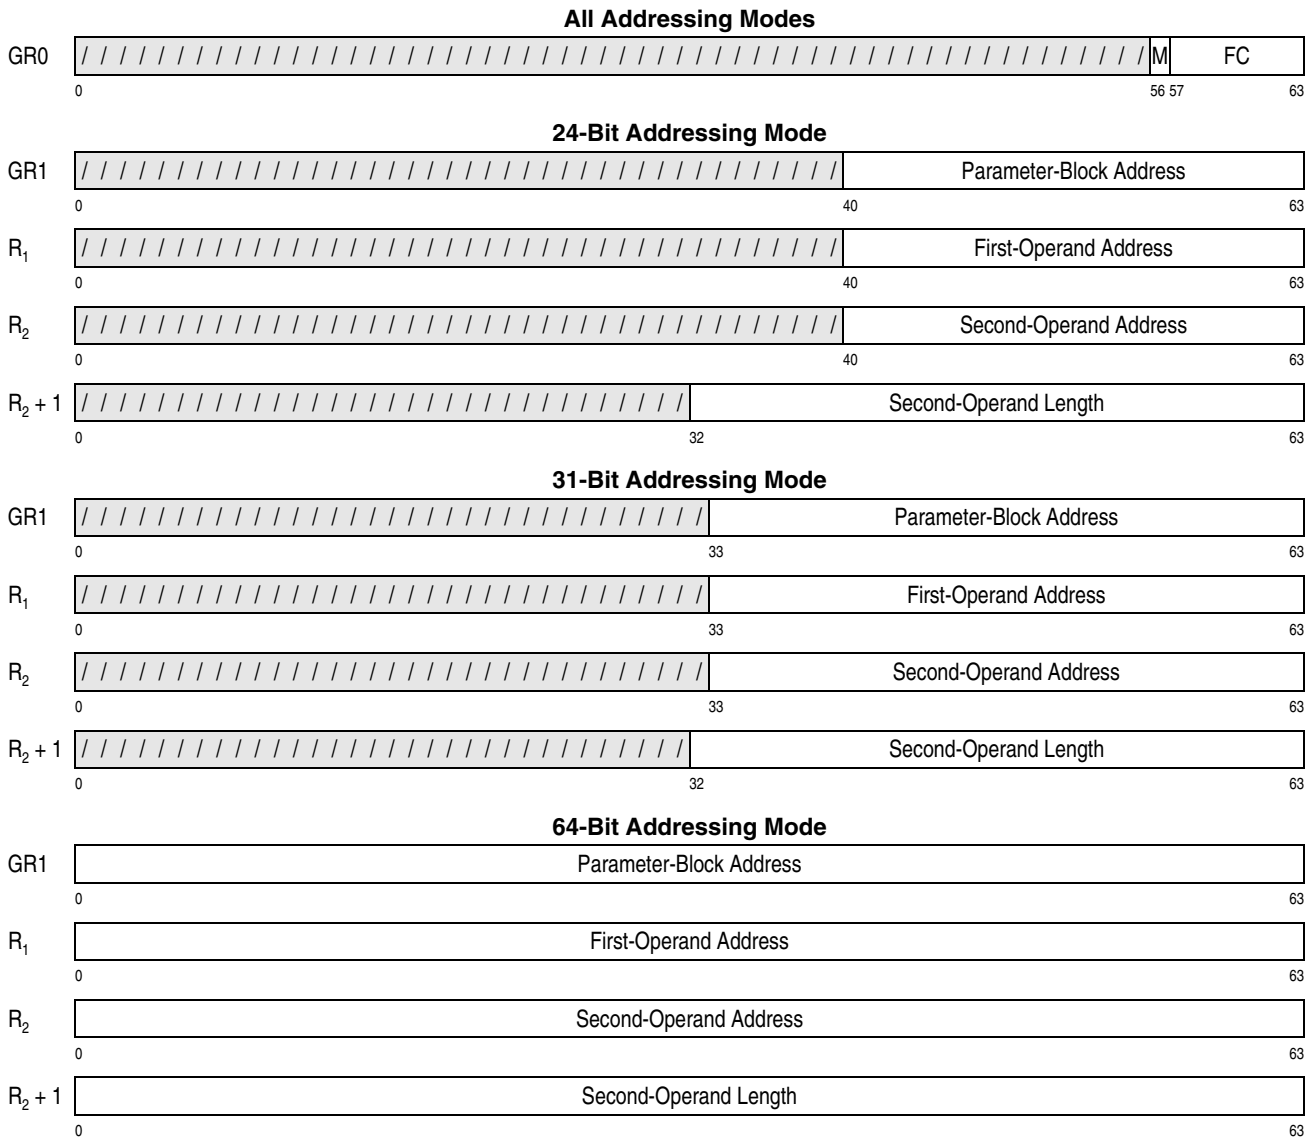 All Addressing Modes
GR0 / / / / / / / / / / / / / / / / / / / / / / / / / / / / / / / / / / / / / / / / / / / / / / / / / / / / / / / / M FC
0 56 57 63
24-Bit Addressing Mode
GR1 / / / / / / / / / / / / / / / / / / / / / / / / / / / / / / / / / / / / / / / / Parameter-Block Address
0 40 63
R₁ / / / / / / / / / / / / / / / / / / / / / / / / / / / / / / / / / / / / / / / / First-Operand Address
0 40 63
R₂ / / / / / / / / / / / / / / / / / / / / / / / / / / / / / / / / / / / / / / / / Second-Operand Address
0 40 63
R₂ + 1 / / / / / / / / / / / / / / / / / / / / / / / / / / / / / / / / Second-Operand Length
0 32 63
31-Bit Addressing Mode
GR1 / / / / / / / / / / / / / / / / / / / / / / / / / / / / / / / / / Parameter-Block Address
0 33 63
R₁ / / / / / / / / / / / / / / / / / / / / / / / / / / / / / / / / / First-Operand Address
0 33 63
R₂ / / / / / / / / / / / / / / / / / / / / / / / / / / / / / / / / / Second-Operand Address
0 33 63
R₂ + 1 / / / / / / / / / / / / / / / / / / / / / / / / / / / / / / / / Second-Operand Length
0 32 63
64-Bit Addressing Mode
GR1 Parameter-Block Address
0 63
R₁ First-Operand Address
0 63
R₂ Second-Operand Address
0 63
R₂ + 1 Second-Operand Length
0 63